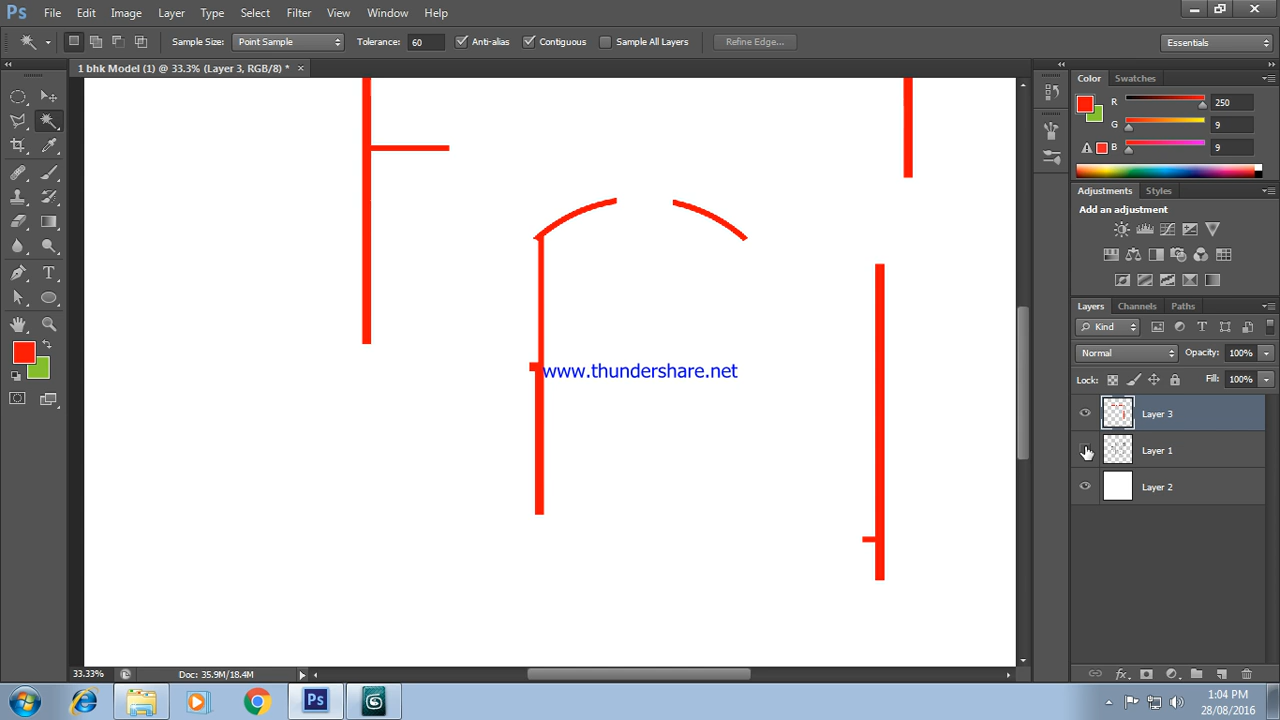 Ps File Edit Image Layer Type Select Filter View Window Help
Sample Size: Point Sample Tolerance: 60 Anti-alias Contiguous Sample All Layers Refine Edge... Essentials
1 bhk Model (1) @ 33.3% (Layer 3, RGB/8) * ×
Color Swatches
R 250
G 9
B 9
Adjustments Styles
Add an adjustment
Layers Channels Paths
Kind
Normal Opacity: 100%
Lock: Fill: 100%
Layer 3
Layer 1
Layer 2
www.thundershare.net
33.33% Doc: 35.9M/18.4M
Ps
1:04 PM
28/08/2016